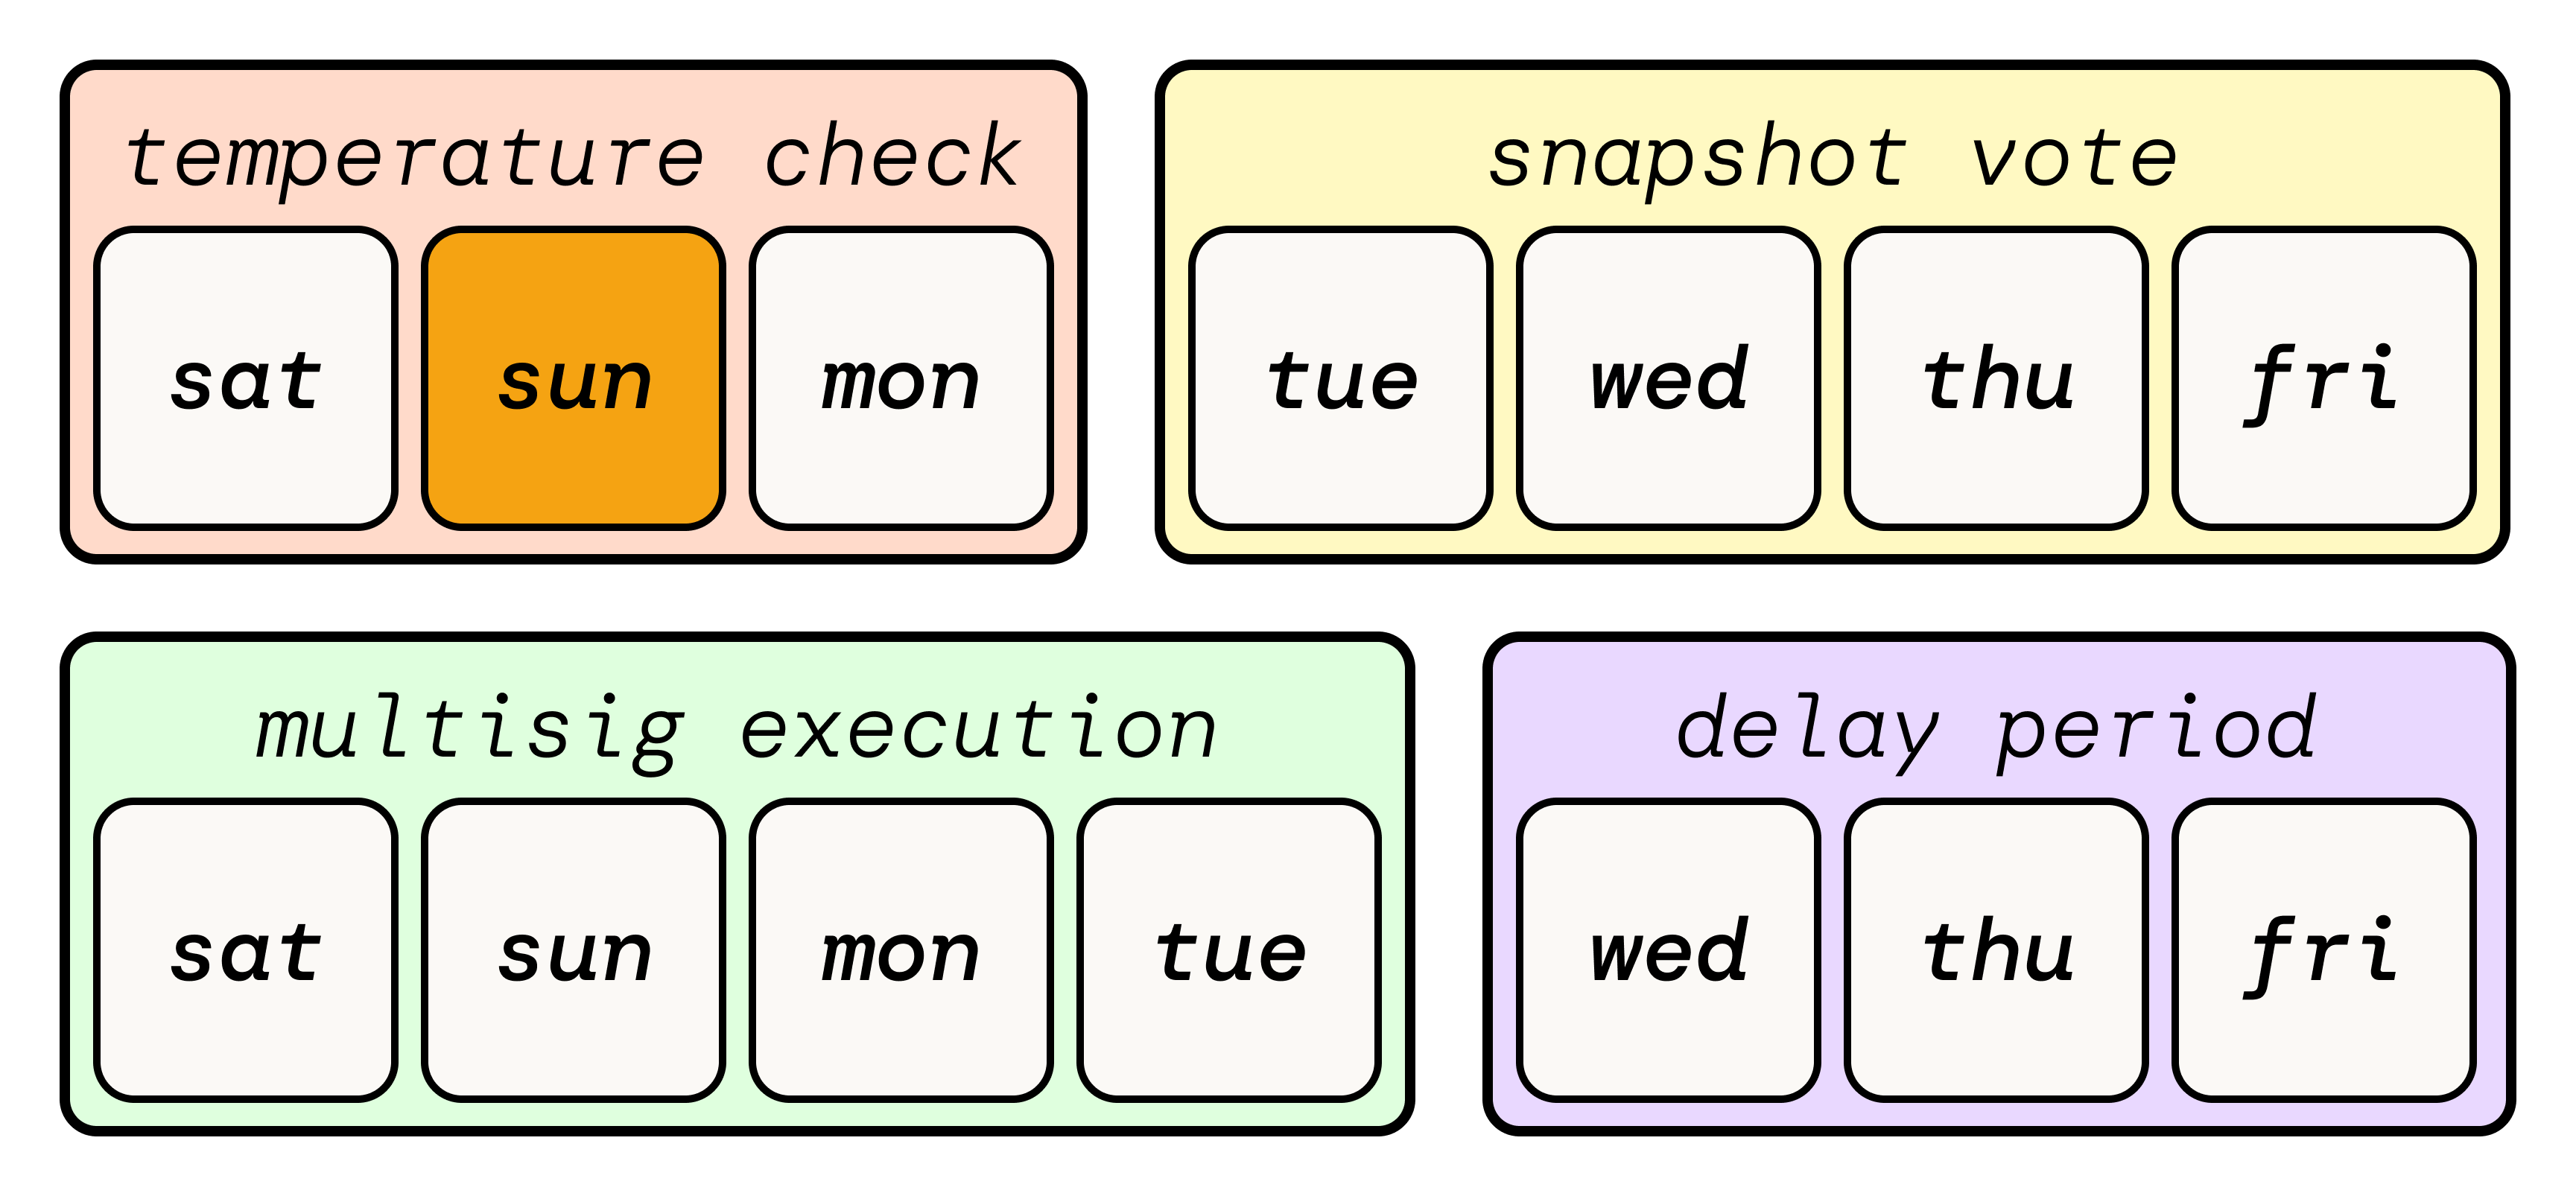 temperature check
sat sun mon
snapshot vote
tue wed thu fri
multisig execution
sat sun mon tue
delay period
wed thu fri